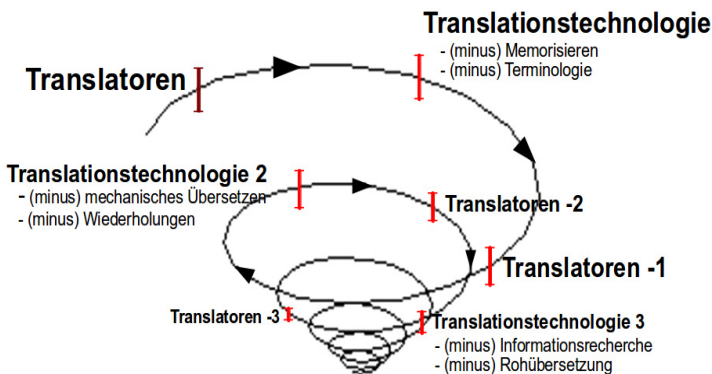 Translationstechnologie
- (minus) Memorisieren
- (minus) Terminologie
Translatoren
Translationstechnologie 2
- (minus) mechanisches Übersetzen
- (minus) Wiederholungen
Translatoren -2
Translatoren -1
Translatoren -3
Translationstechnologie 3
- (minus) Informationsrecherche
- (minus) Rohübersetzung